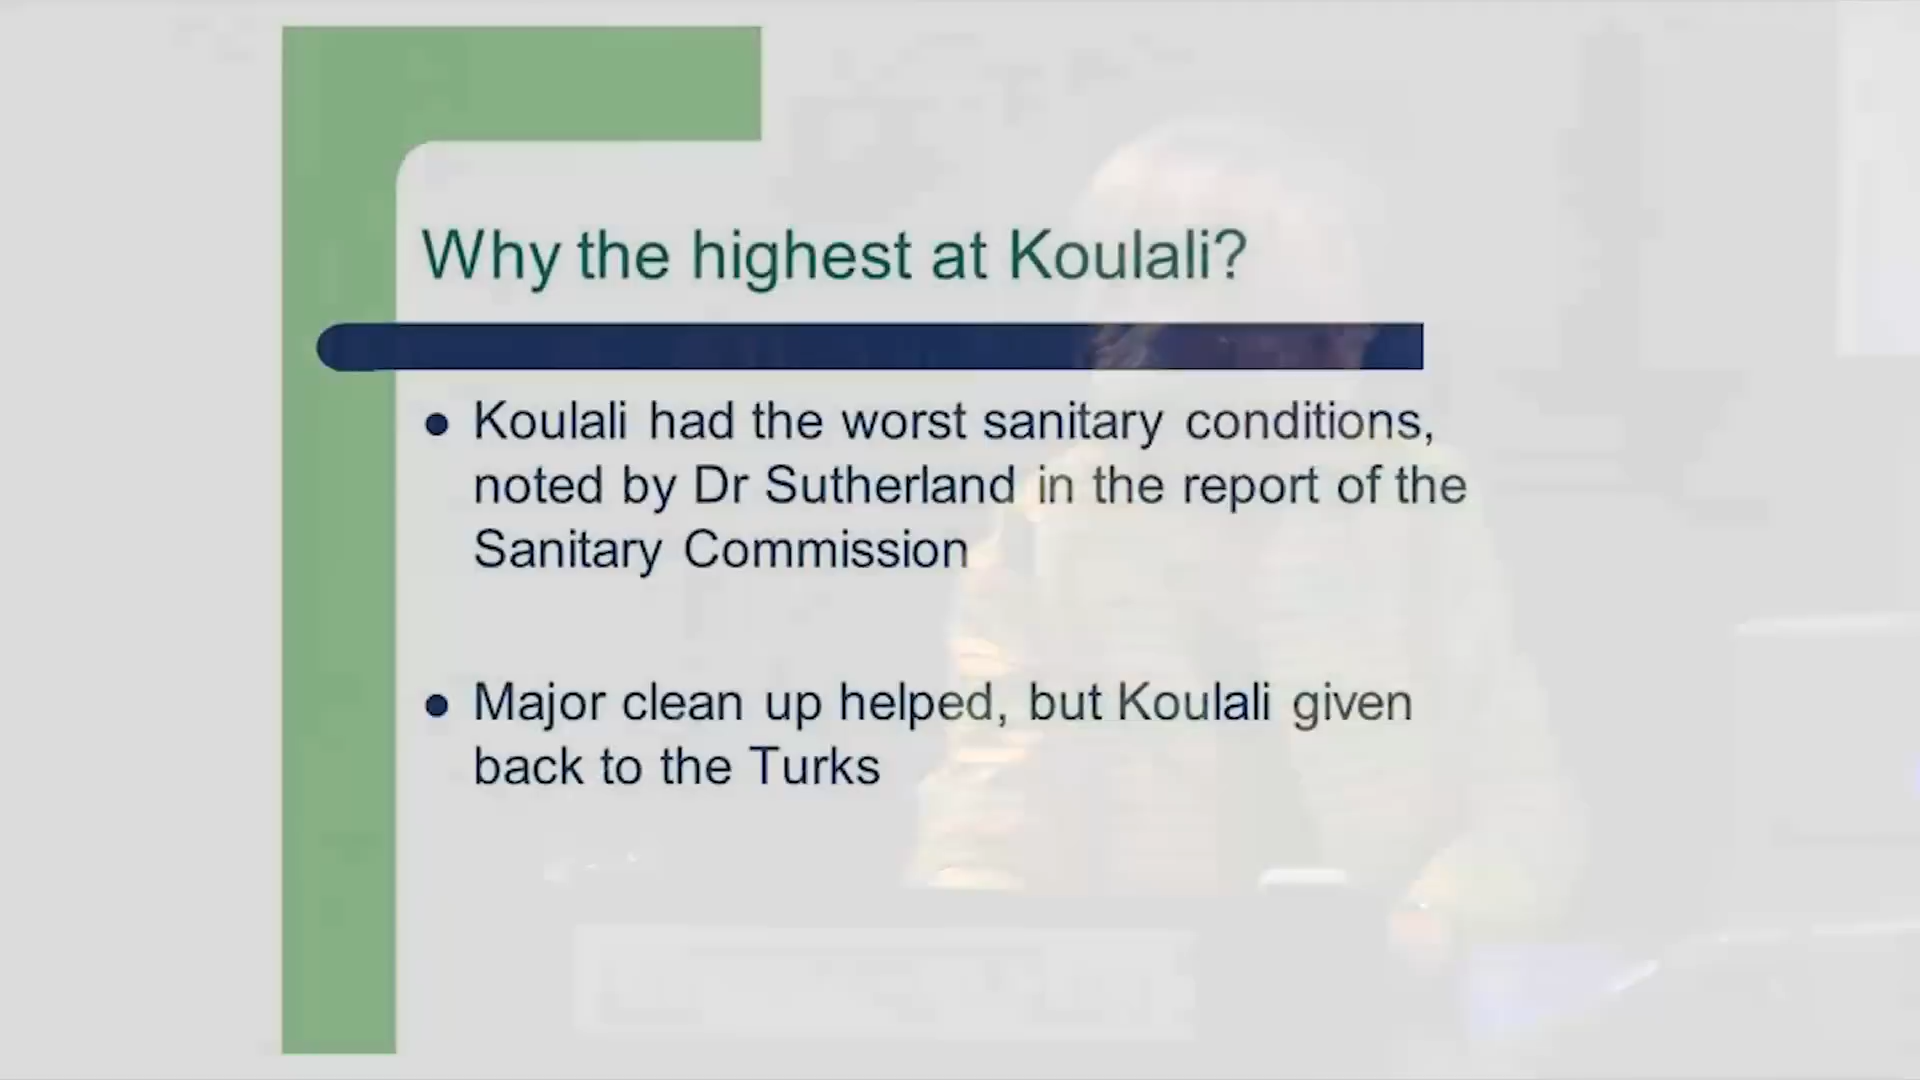 Why the highest at Koulali?
● Koulali had the worst sanitary conditions,
noted by Dr Sutherland in the report of the
Sanitary Commission
● Major clean up helped, but Koulali given
back to the Turks